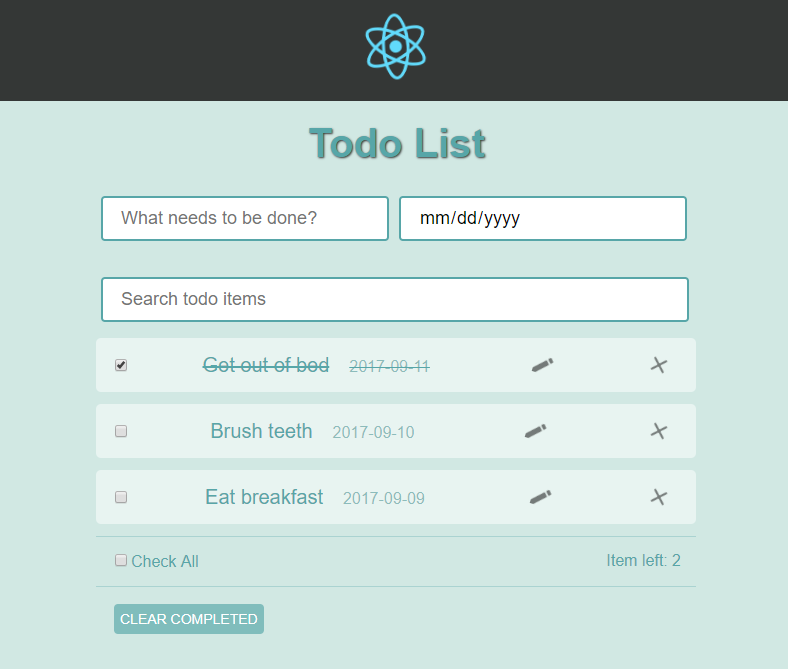 Todo List
What needs to be done? mm/dd/yyyy
Search todo items
Get out of bed 2017-09-11
Brush teeth 2017-09-10
Eat breakfast 2017-09-09
Check All Item left: 2
CLEAR COMPLETED